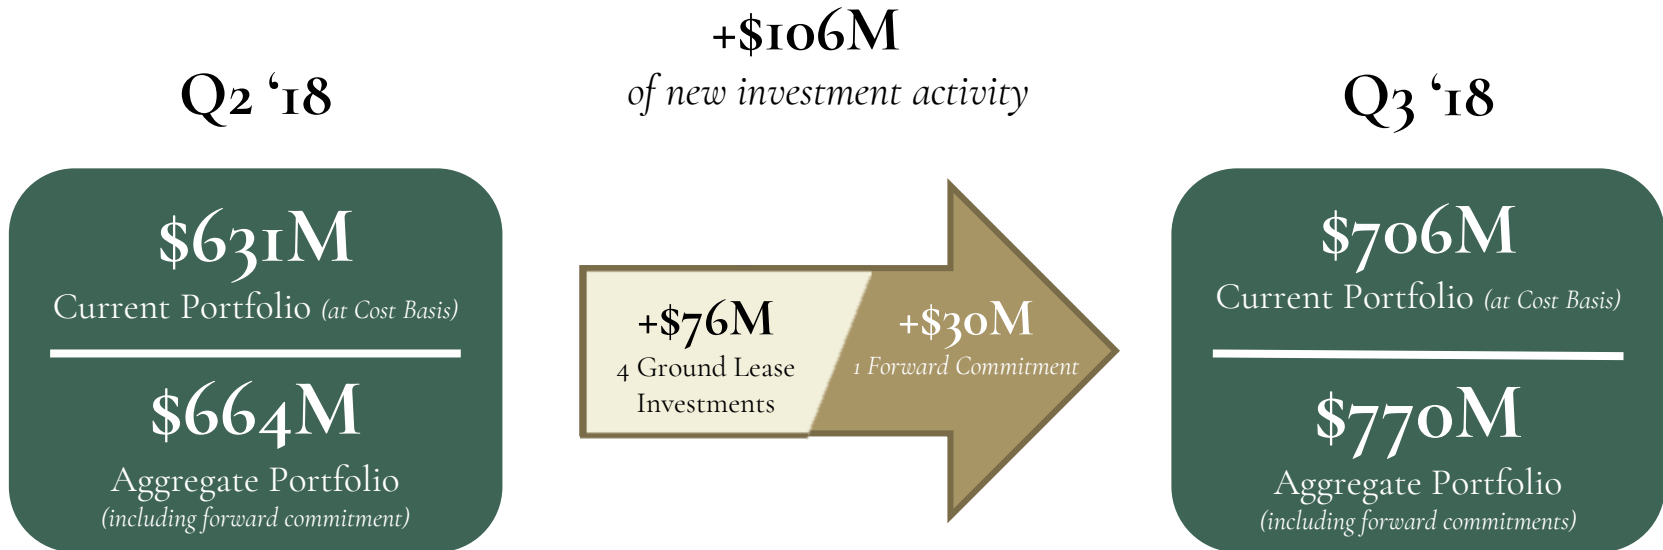 Q2 ‘18
$631M
Current Portfolio (at Cost Basis)
$664M
Aggregate Portfolio
(including forward commitment)
+$106M
of new investment activity
+$76M
4 Ground Lease
Investments
+$30M
1 Forward Commitment
Q3 ‘18
$706M
Current Portfolio (at Cost Basis)
$770M
Aggregate Portfolio
(including forward commitments)